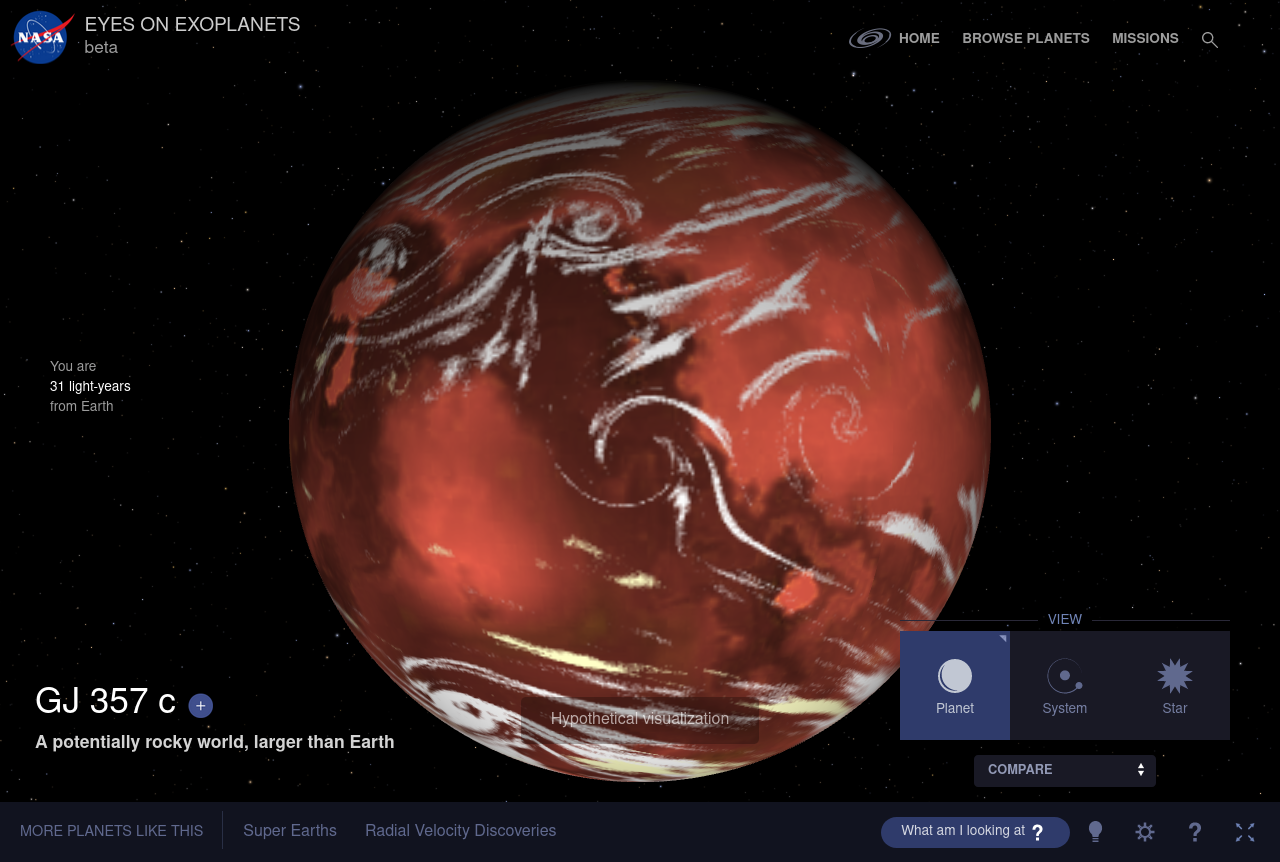 NASA
EYES ON EXOPLANETS
beta
HOME
BROWSE PLANETS
MISSIONS
You are
31 light-years
from Earth
VIEW
Planet
System
Star
GJ 357 c +
A potentially rocky world, larger than Earth
Hypothetical visualization
COMPARE
MORE PLANETS LIKE THIS
Super Earths
Radial Velocity Discoveries
What am I looking at ?
?